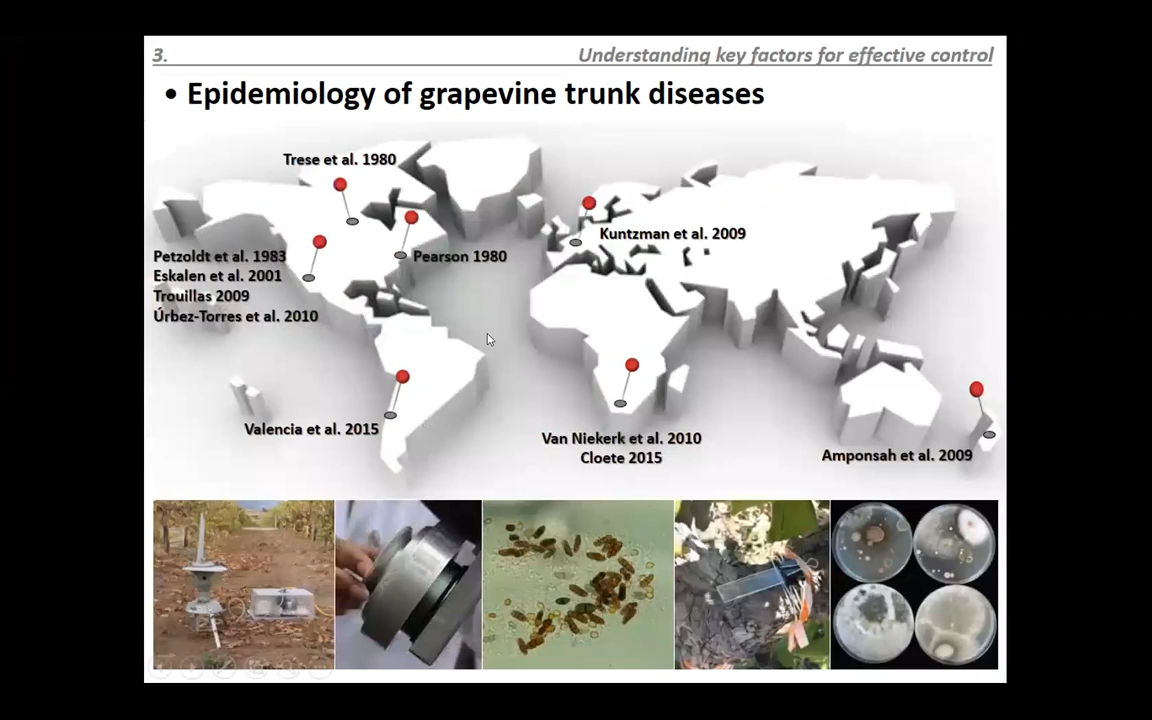 3.
Understanding key factors for effective control
• Epidemiology of grapevine trunk diseases
Trese et al. 1980
Kuntzman et al. 2009
Petzoldt et al. 1983
Eskalen et al. 2001
Trouillas 2009
Úrbez-Torres et al. 2010
Pearson 1980
Valencia et al. 2015
Van Niekerk et al. 2010
Cloete 2015
Amponsah et al. 2009